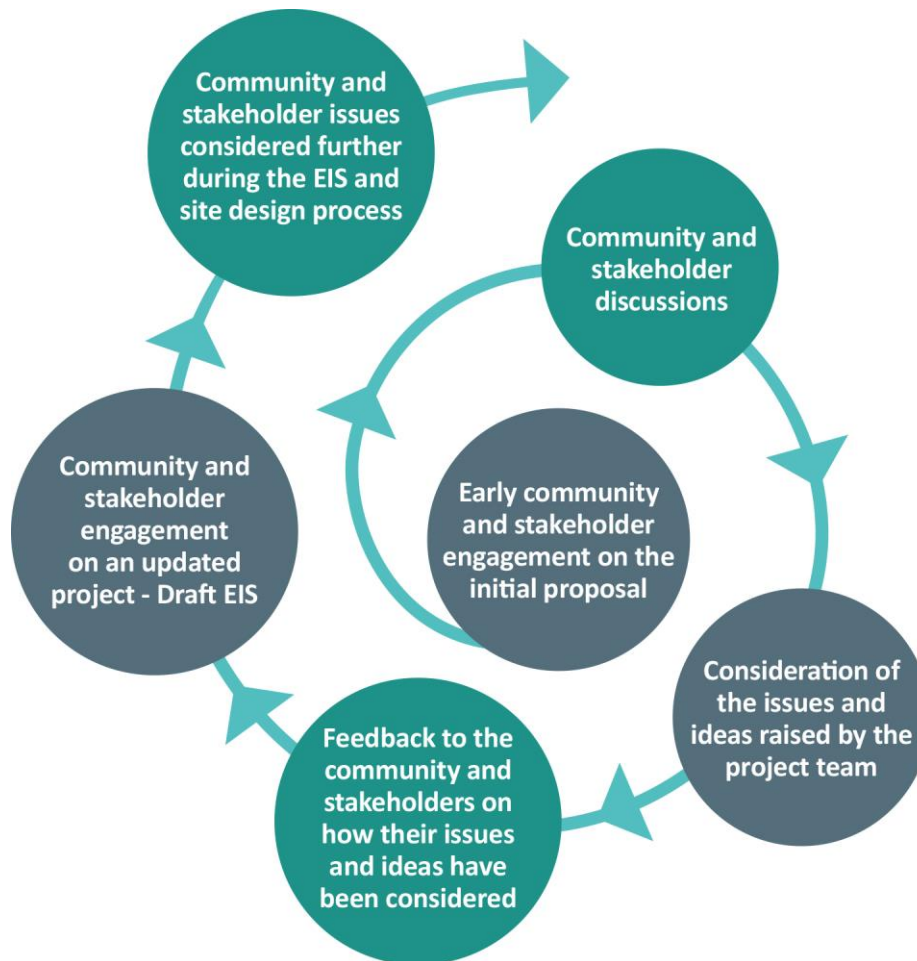 Community and
stakeholder issues
considered further
during the EIS and
site design process
Community and
stakeholder
discussions
Community and
stakeholder
engagement
on an updated
project - Draft EIS
Early community
and stakeholder
engagement on the
initial proposal
Consideration of
the issues and
ideas raised by the
project team
Feedback to the
community and
stakeholders on
how their issues
and ideas have
been considered